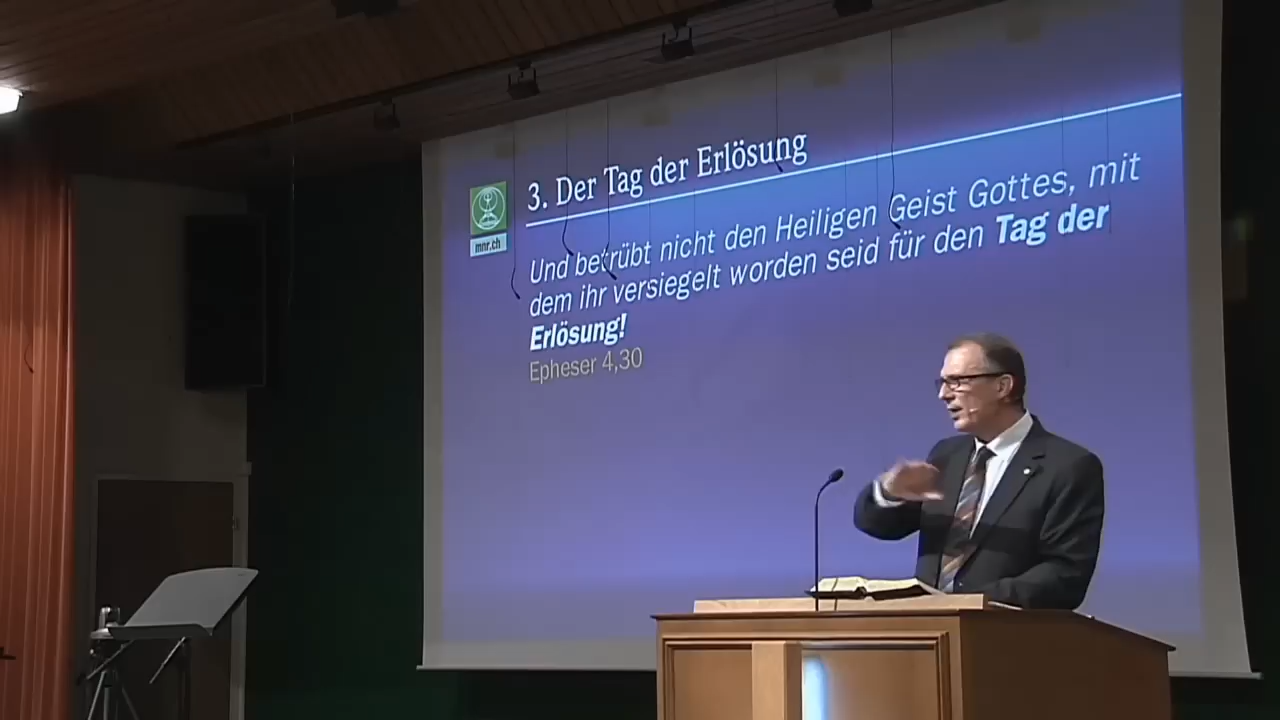 3. Der Tag der Erlösung
mnr.ch
Und betrübt nicht den Heiligen Geist Gottes, mit
dem ihr versiegelt worden seid für den Tag der
Erlösung!
Epheser 4,30